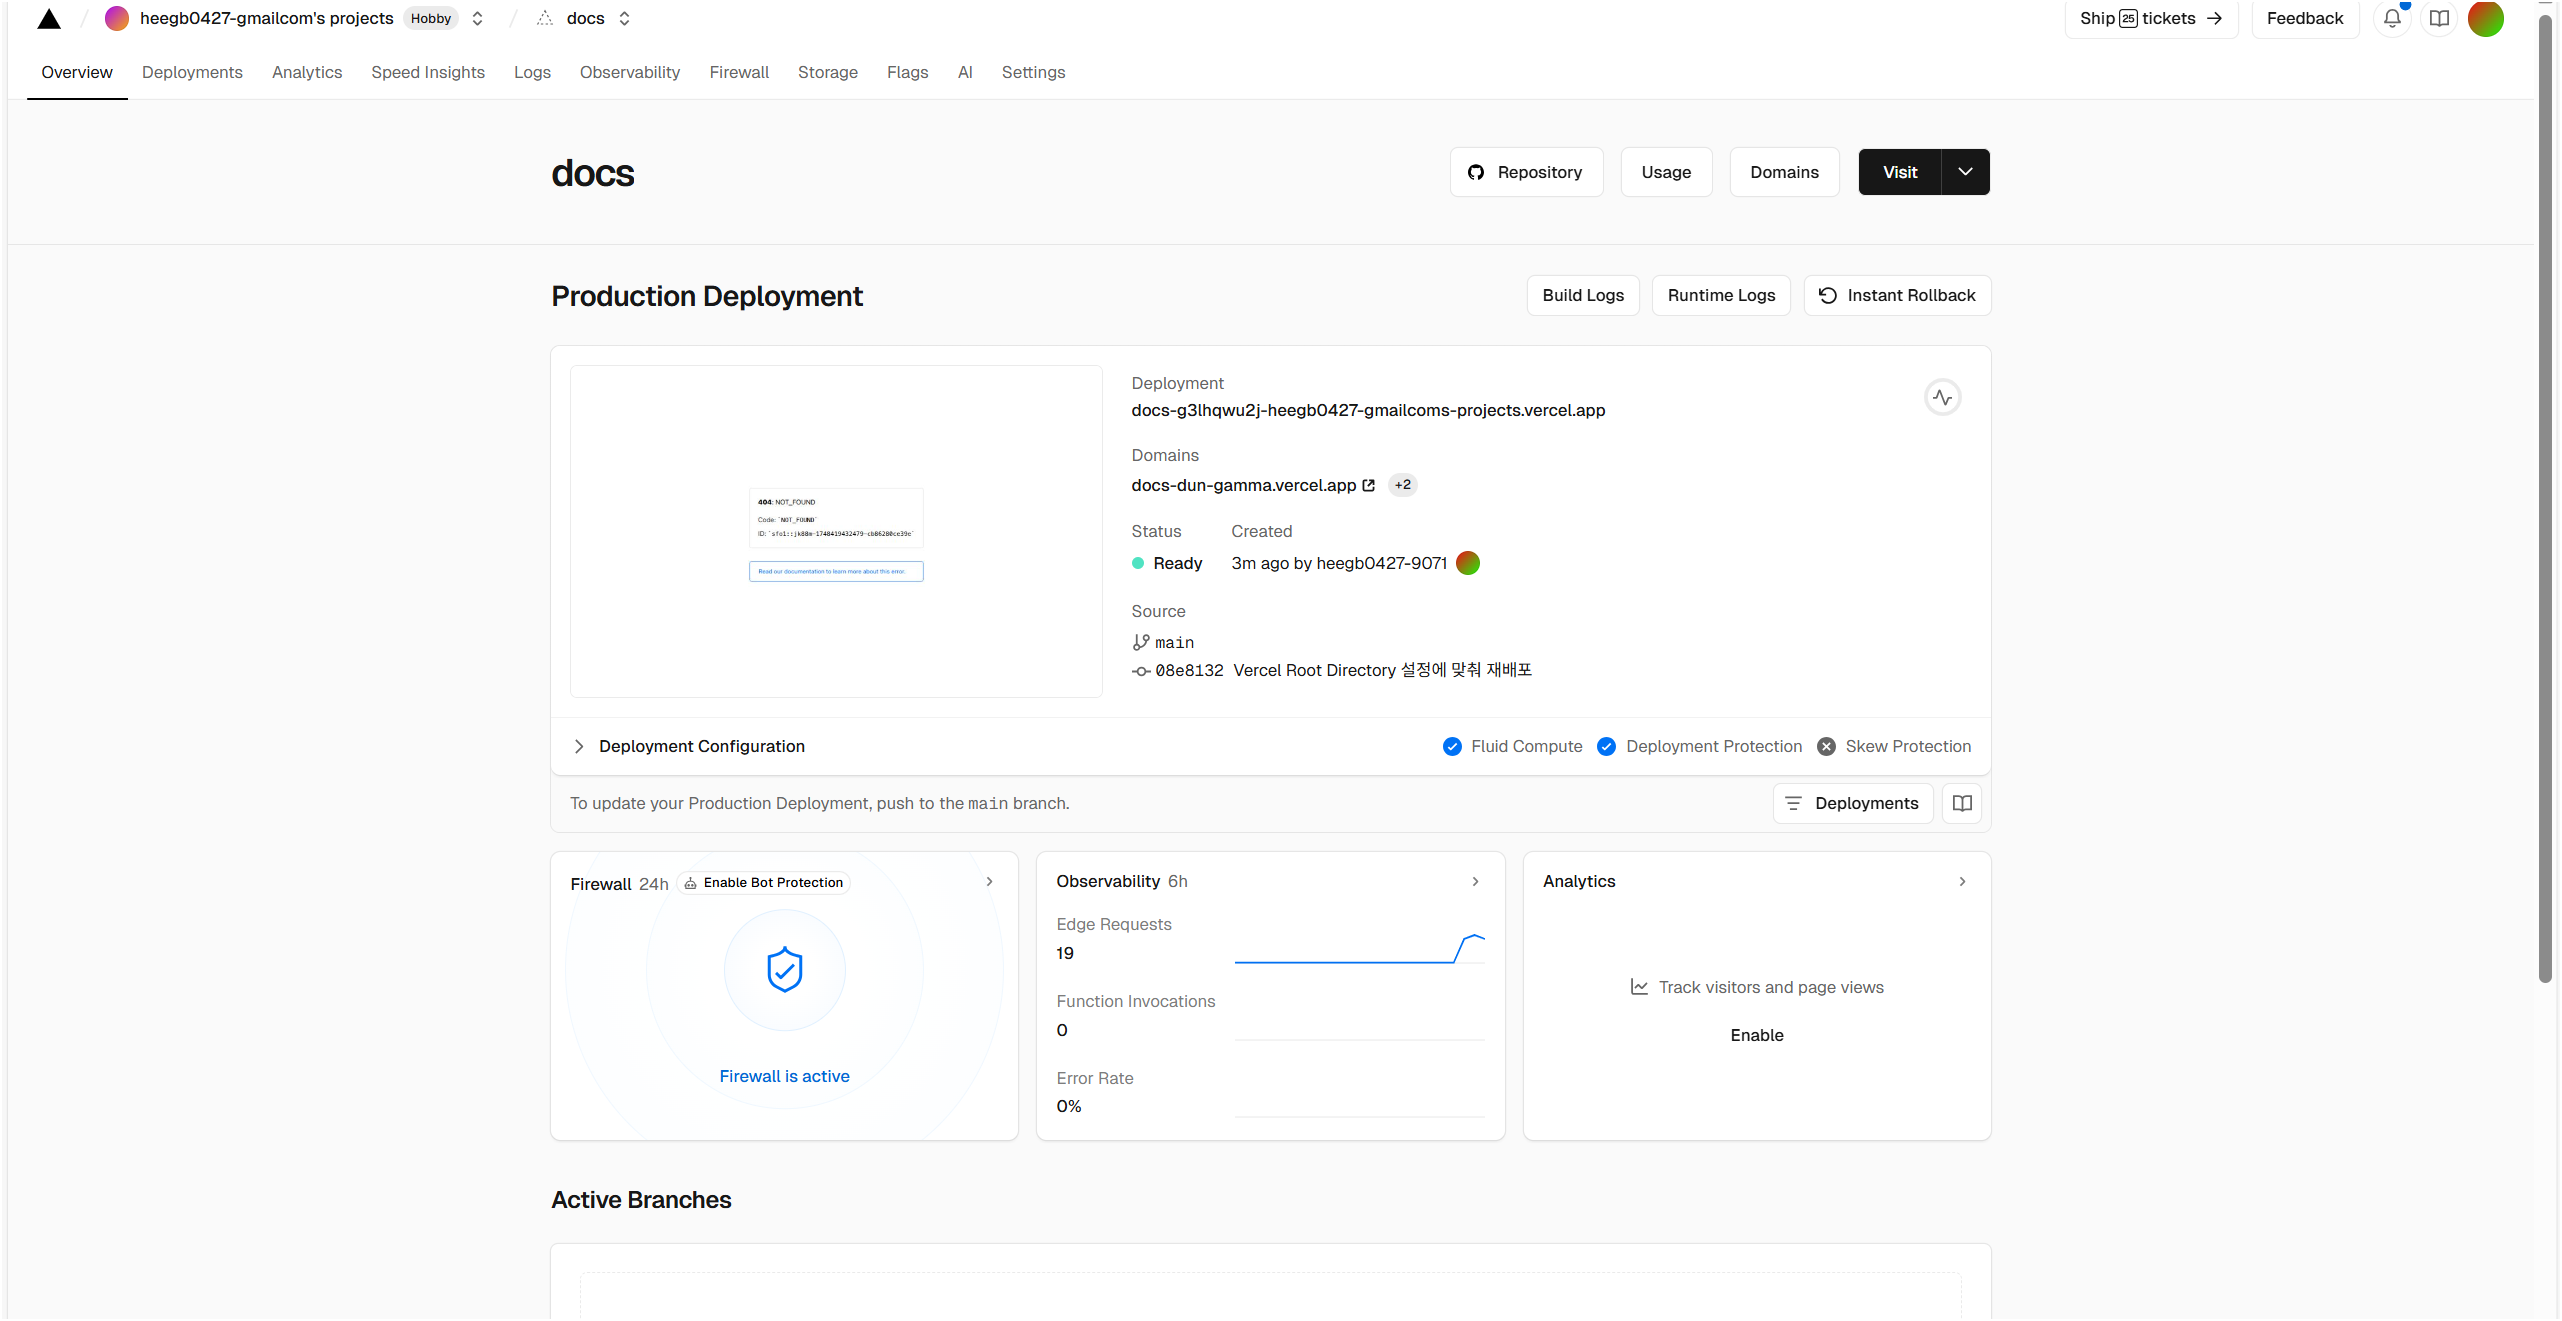 heegb0427-gmailcom's projects Hobby / docs
Ship 25 tickets → Feedback
Overview Deployments Analytics Speed Insights Logs Observability Firewall Storage Flags AI Settings
docs
Repository Usage Domains Visit
Production Deployment
Build Logs Runtime Logs Instant Rollback
404: NOT_FOUND
Code: `NOT_FOUND`
ID: `sfo1::jk88m-1748419432479-cb86280ce39e`
Read our documentation to learn more about this error.
Deployment
docs-g3lhqwu2j-heegb0427-gmailcoms-projects.vercel.app
Domains
docs-dun-gamma.vercel.app +2
Status Created
Ready 3m ago by heegb0427-9071
Source
main
08e8132 Vercel Root Directory 설정에 맞춰 재배포
Deployment Configuration
Fluid Compute Deployment Protection Skew Protection
To update your Production Deployment, push to the main branch.
Deployments
Firewall 24h Enable Bot Protection
Firewall is active
Observability 6h
Edge Requests
19
Function Invocations
0
Error Rate
0%
Analytics
Track visitors and page views
Enable
Active Branches